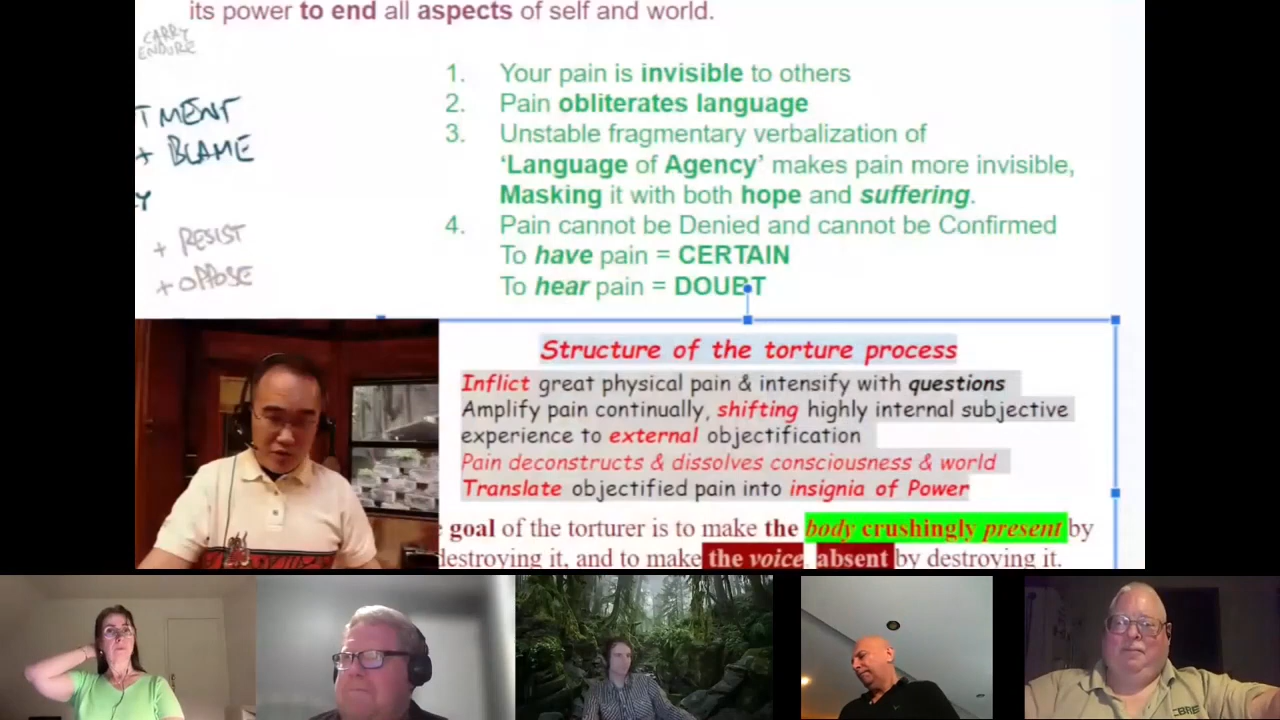 its power to end all aspects of self and world.
CARRY
ENDURE
TMENT
+ BLAME
Y
+ RESIST
+ OPPOSE
1. Your pain is invisible to others
2. Pain obliterates language
3. Unstable fragmentary verbalization of
'Language of Agency' makes pain more invisible,
Masking it with both hope and suffering.
4. Pain cannot be Denied and cannot be Confirmed
To have pain = CERTAIN
To hear pain = DOUBT
Structure of the torture process
Inflict great physical pain & intensify with questions
Amplify pain continually, shifting highly internal subjective
experience to external objectification
Pain deconstructs & dissolves consciousness & world
Translate objectified pain into insignia of Power
goal of the torturer is to make the body crushingly present by
destroying it, and to make the voice, absent by destroying it.
CBRE